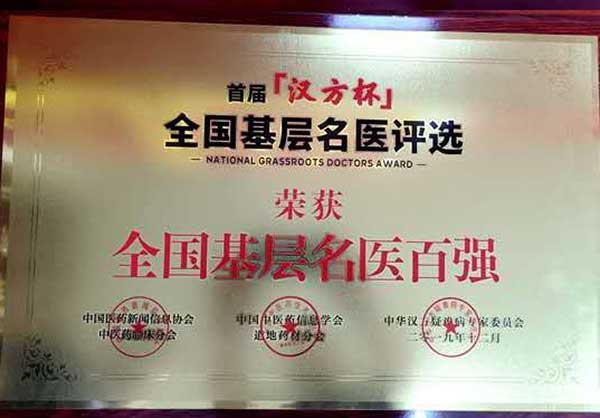 首届「汉方杯」
全国基层名医评选
— NATIONAL GRASSROOTS DOCTORS AWARD —
荣获
全国基层名医百强
中国医药新闻信息协会
中医药临床分会
中国中医药信息学会
道地药材分会
中华汉方疑难病专家委员会
二零一九年十二月